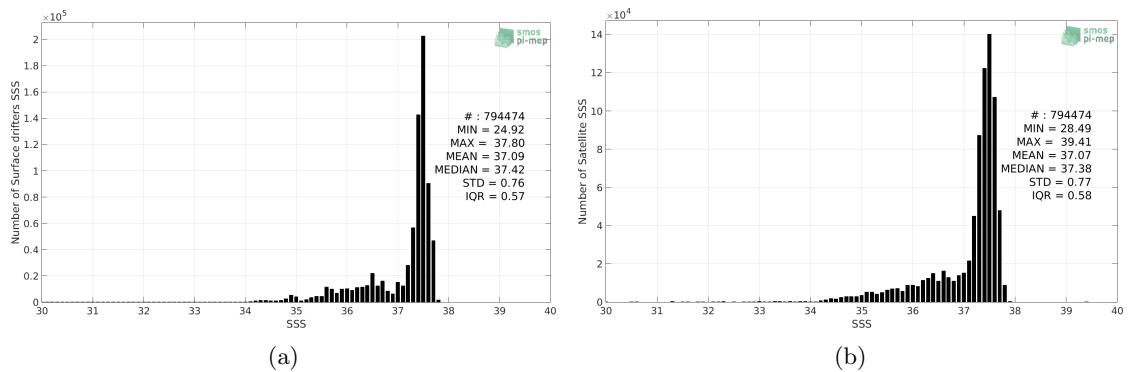 ×10⁵
2
1.8
1.6
1.4
1.2
1
0.8
0.6
0.4
0.2
0
Number of Surface drifters SSS
30 31 32 33 34 35 36 37 38 39 40
SSS
smos
pi-mep
# : 794474
MIN = 24.92
MAX = 37.80
MEAN = 37.09
MEDIAN = 37.42
STD = 0.76
IQR = 0.57
(a)
×10⁴
14
12
10
8
6
4
2
0
Number of Satellite SSS
30 31 32 33 34 35 36 37 38 39 40
SSS
smos
pi-mep
# : 794474
MIN = 28.49
MAX = 39.41
MEAN = 37.07
MEDIAN = 37.38
STD = 0.77
IQR = 0.58
(b)